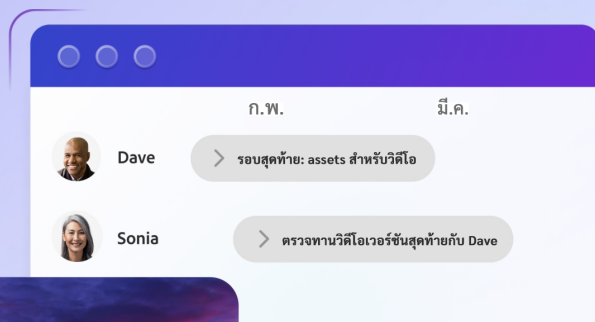 ก.พ. มี.ค.
Dave
รอบสุดท้าย: assets สำหรับวิดีโอ
Sonia
ตรวจทานวิดีโอเวอร์ชันสุดท้ายกับ Dave